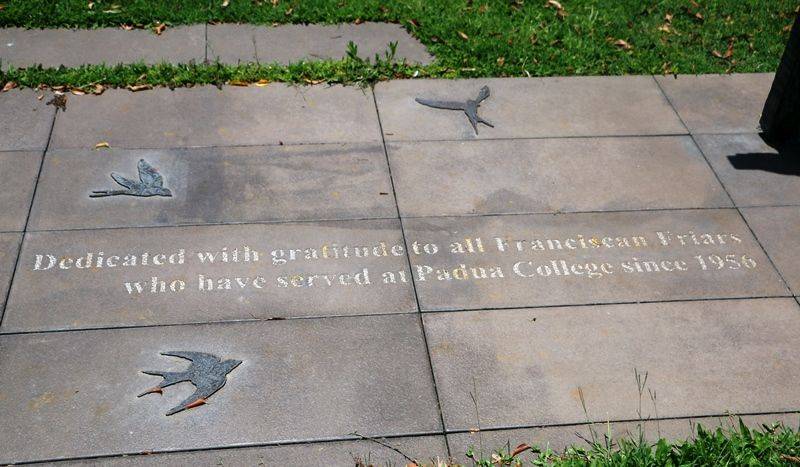 Dedicated with gratitude to all Franciscan Friars
who have served at Padua College since 1956